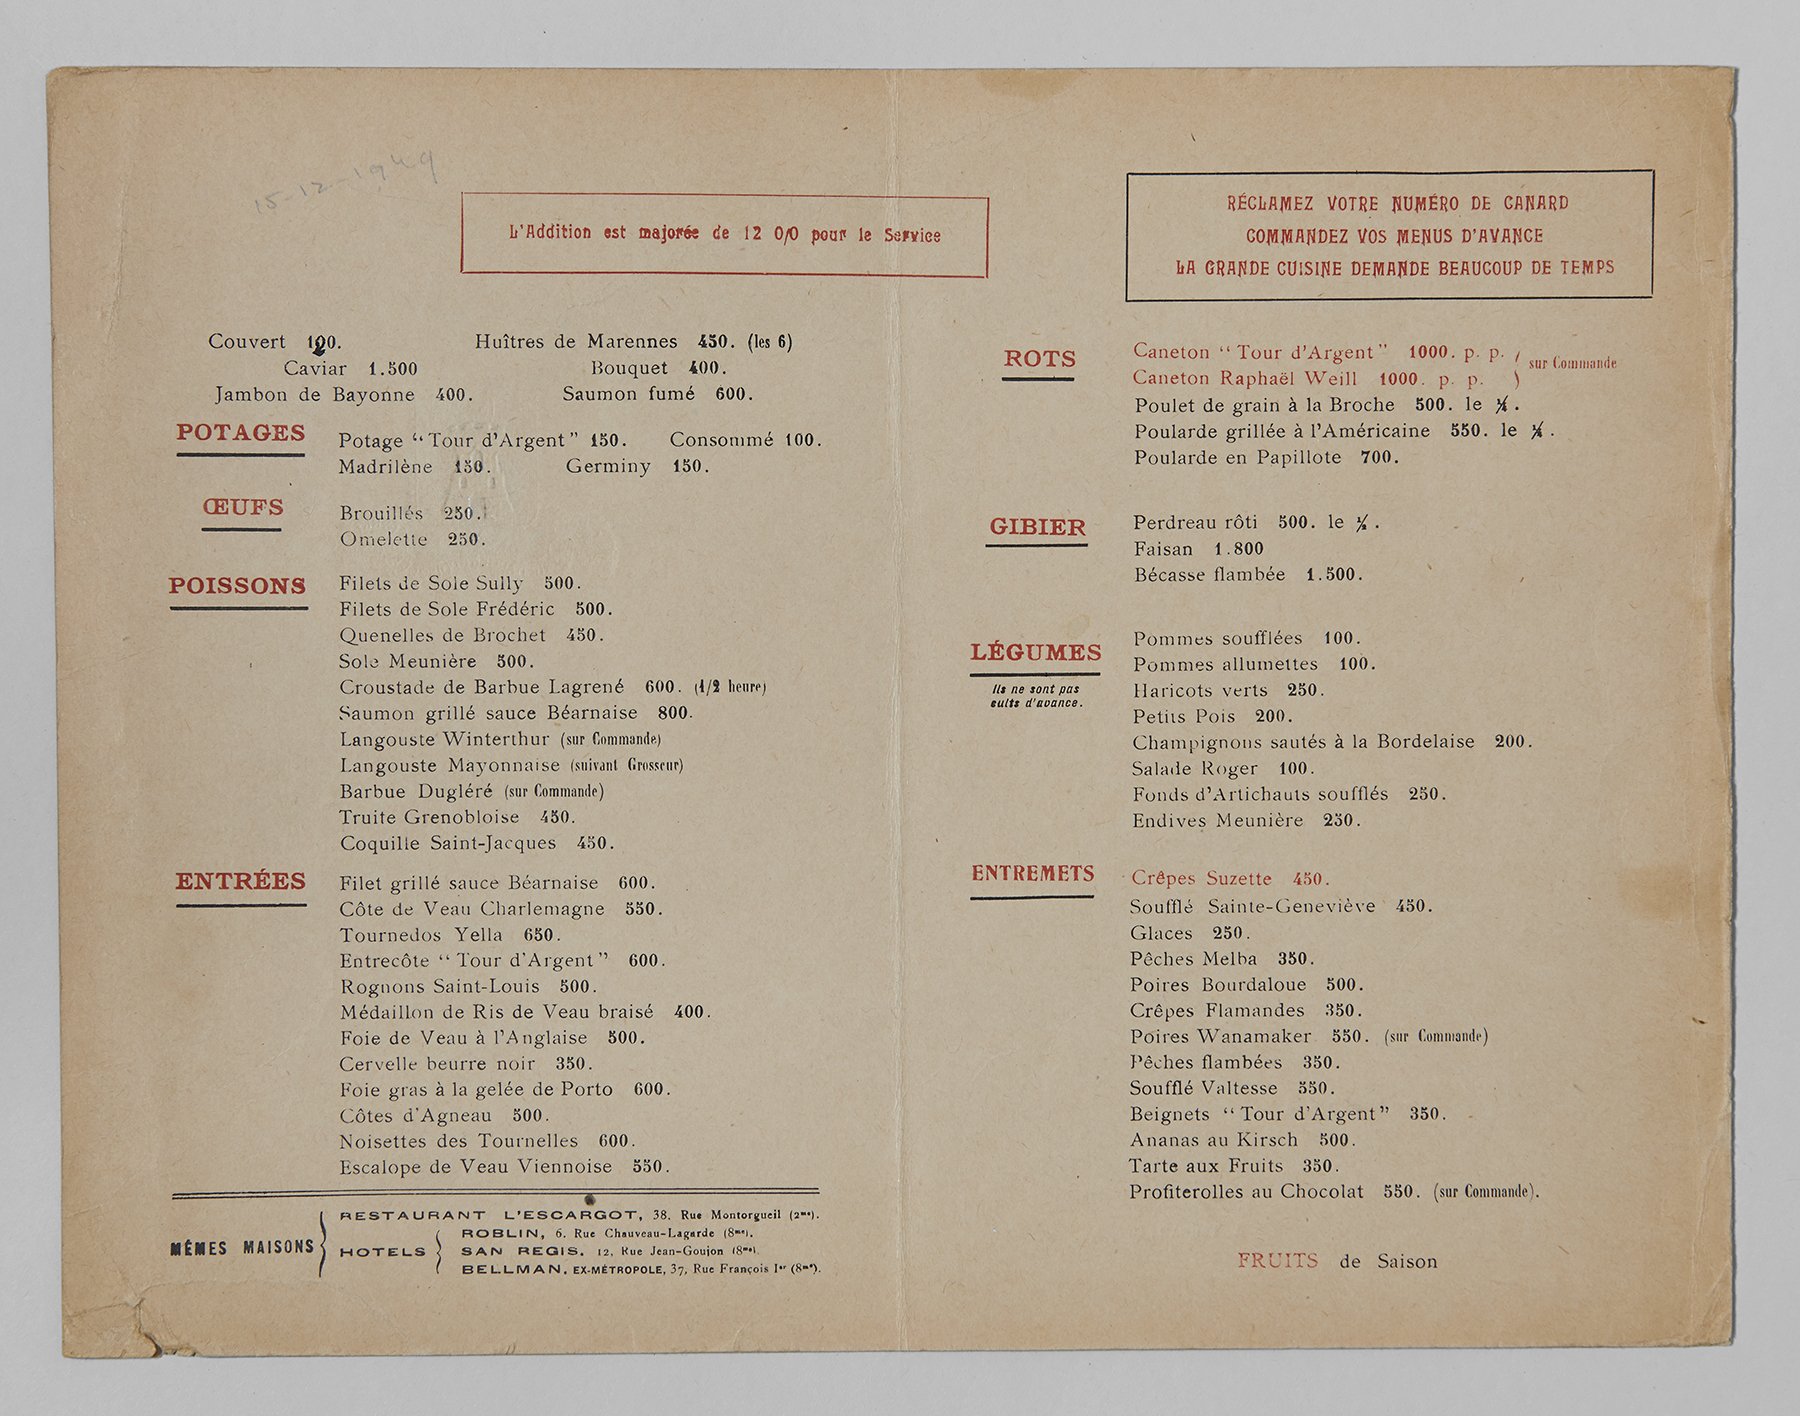 15-12-1949
L'Addition est majorée de 12 0/0 pour le Service
Couvert 100. Huîtres de Marennes 450. (les 6)
Caviar 1.500 Bouquet 400.
Jambon de Bayonne 400. Saumon fumé 600.
POTAGES
Potage “Tour d'Argent” 150. Consommé 100.
Madrilène 150. Germiny 150.
ŒUFS
Brouillés 250.
Omelette 250.
POISSONS
Filets de Sole Sully 500.
Filets de Sole Frédéric 500.
Quenelles de Brochet 450.
Sole Meunière 500.
Croustade de Barbue Lagrené 600. (1/2 heure)
Saumon grillé sauce Béarnaise 800.
Langouste Winterthur (sur Commande)
Langouste Mayonnaise (suivant Grosseur)
Barbue Dugléré (sur Commande)
Truite Grenobloise 450.
Coquille Saint-Jacques 450.
ENTRÉES
Filet grillé sauce Béarnaise 600.
Côte de Veau Charlemagne 550.
Tournedos Yella 650.
Entrecôte “Tour d'Argent” 600.
Rognons Saint-Louis 500.
Médaillon de Ris de Veau braisé 400.
Foie de Veau à l'Anglaise 500.
Cervelle beurre noir 350.
Foie gras à la gelée de Porto 600.
Côtes d'Agneau 500.
Noisettes des Tournelles 600.
Escalope de Veau Viennoise 550.
MÊMES MAISONS
RESTAURANT L'ESCARGOT, 38, Rue Montorgueil (2me).
HOTELS
ROBLIN, 6, Rue Chauveau-Lagarde (8me).
SAN REGIS. 12, Rue Jean-Goujon (8me)
BELLMAN, EX-MÉTROPOLE, 37, Rue François Ier (8me).
RÉCLAMEZ VOTRE NUMÉRO DE CANARD
COMMANDEZ VOS MENUS D'AVANCE
LA GRANDE CUISINE DEMANDE BEAUCOUP DE TEMPS
ROTS
Caneton “Tour d'Argent” 1000. p. p.
Caneton Raphaël Weill 1000. p. p.
sur Commande
Poulet de grain à la Broche 500. le ¼.
Poularde grillée à l'Américaine 550. le ¼.
Poularde en Papillote 700.
GIBIER
Perdreau rôti 500. le ½.
Faisan 1.800
Bécasse flambée 1.500.
LÉGUMES
Ils ne sont pas
cuits d'avance.
Pommes soufflées 100.
Pommes allumettes 100.
Haricots verts 250.
Petits Pois 200.
Champignons sautés à la Bordelaise 200.
Salade Roger 100.
Fonds d'Artichauts soufflés 250.
Endives Meunière 250.
ENTREMETS
Crêpes Suzette 450.
Soufflé Sainte-Geneviève 450.
Glaces 250.
Pêches Melba 350.
Poires Bourdaloue 500.
Crêpes Flamandes 350.
Poires Wanamaker 550. (sur Commande)
Pêches flambées 350.
Soufflé Valtesse 550.
Beignets “Tour d'Argent” 350.
Ananas au Kirsch 500.
Tarte aux Fruits 350.
Profiterolles au Chocolat 550. (sur Commande).
FRUITS de Saison